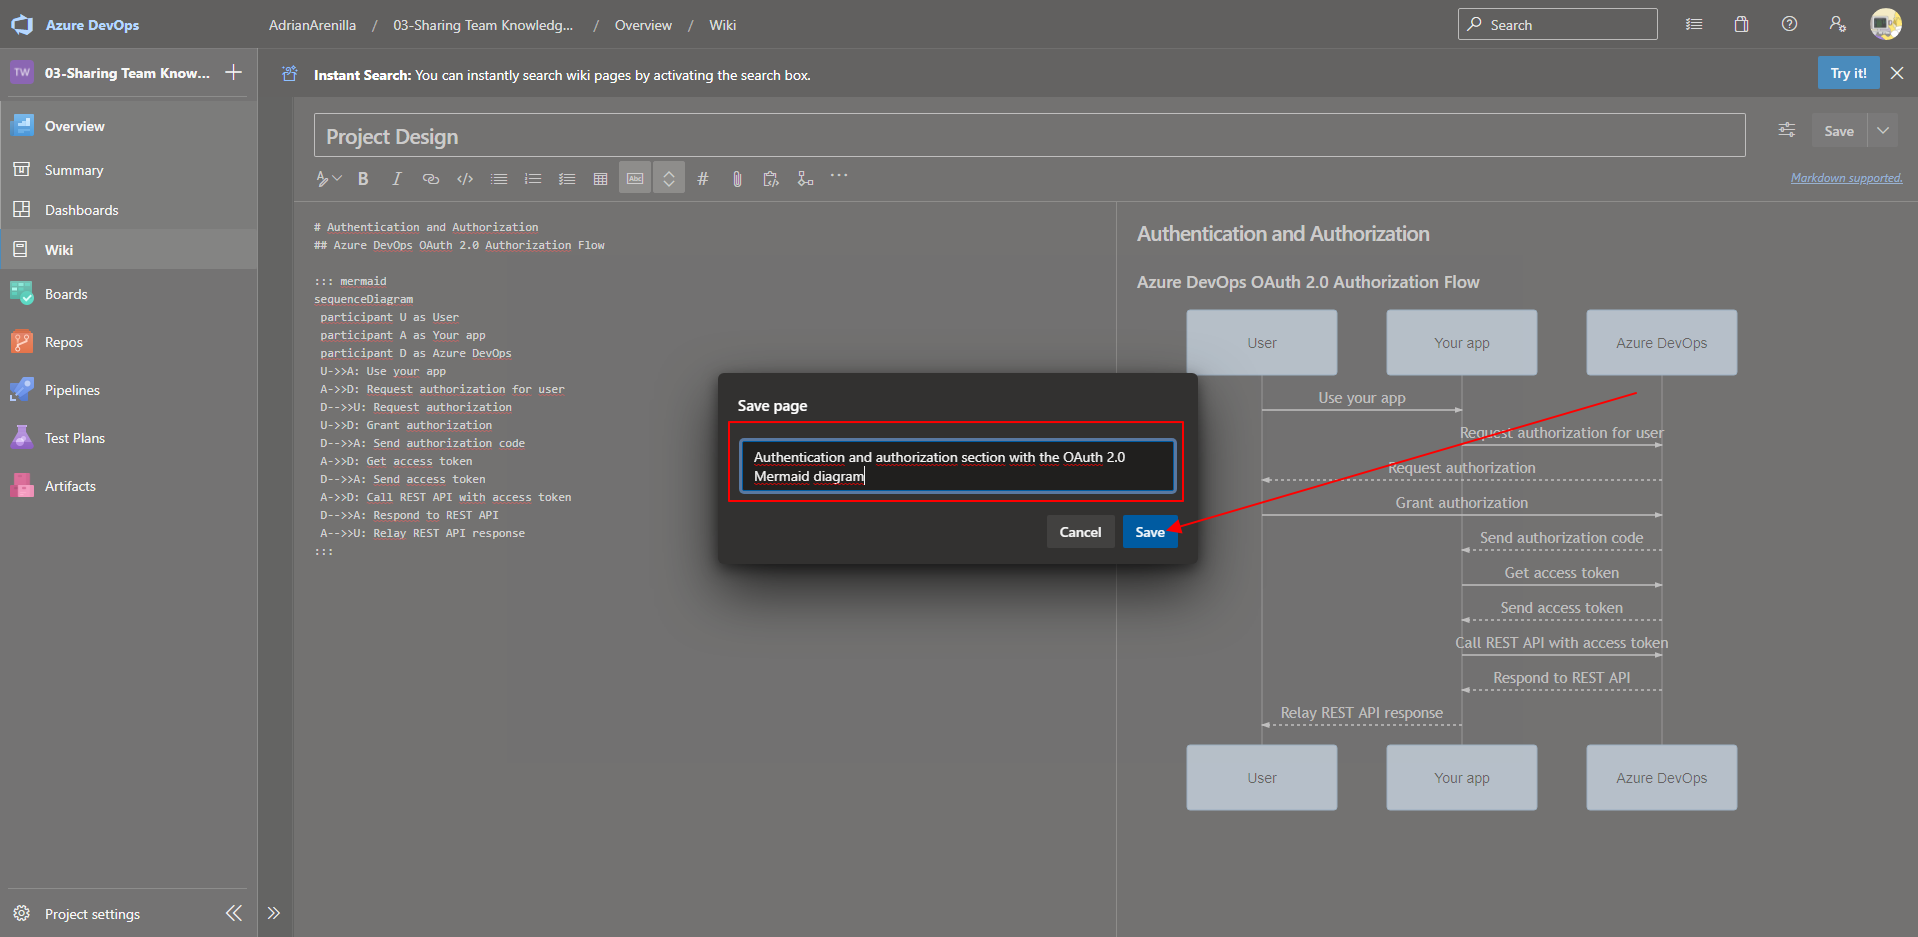 Azure DevOps
AdrianArenilla / 03-Sharing Team Knowledg... / Overview / Wiki
Search
TW
03-Sharing Team Know...
Instant Search: You can instantly search wiki pages by activating the search box.
Try it!
Overview
Summary
Dashboards
Wiki
Boards
Repos
Pipelines
Test Plans
Artifacts
Project settings
Project Design
Save
Abc
Markdown supported.
# Authentication and Authorization
## Azure DevOps OAuth 2.0 Authorization Flow
::: mermaid
sequenceDiagram
participant U as User
participant A as Your app
participant D as Azure DevOps
U->>A: Use your app
A->>D: Request authorization for user
D-->>U: Request authorization
U->>D: Grant authorization
D-->>A: Send authorization code
A->>D: Get access token
D-->>A: Send access token
A->>D: Call REST API with access token
D-->>A: Respond to REST API
A-->>U: Relay REST API response
:::
Authentication and Authorization
Azure DevOps OAuth 2.0 Authorization Flow
User
Your app
Azure DevOps
Use your app
Request authorization for user
Request authorization
Grant authorization
Send authorization code
Get access token
Send access token
Call REST API with access token
Respond to REST API
Relay REST API response
User
Your app
Azure DevOps
Save page
Authentication and authorization section with the OAuth 2.0
Mermaid diagram
Cancel
Save